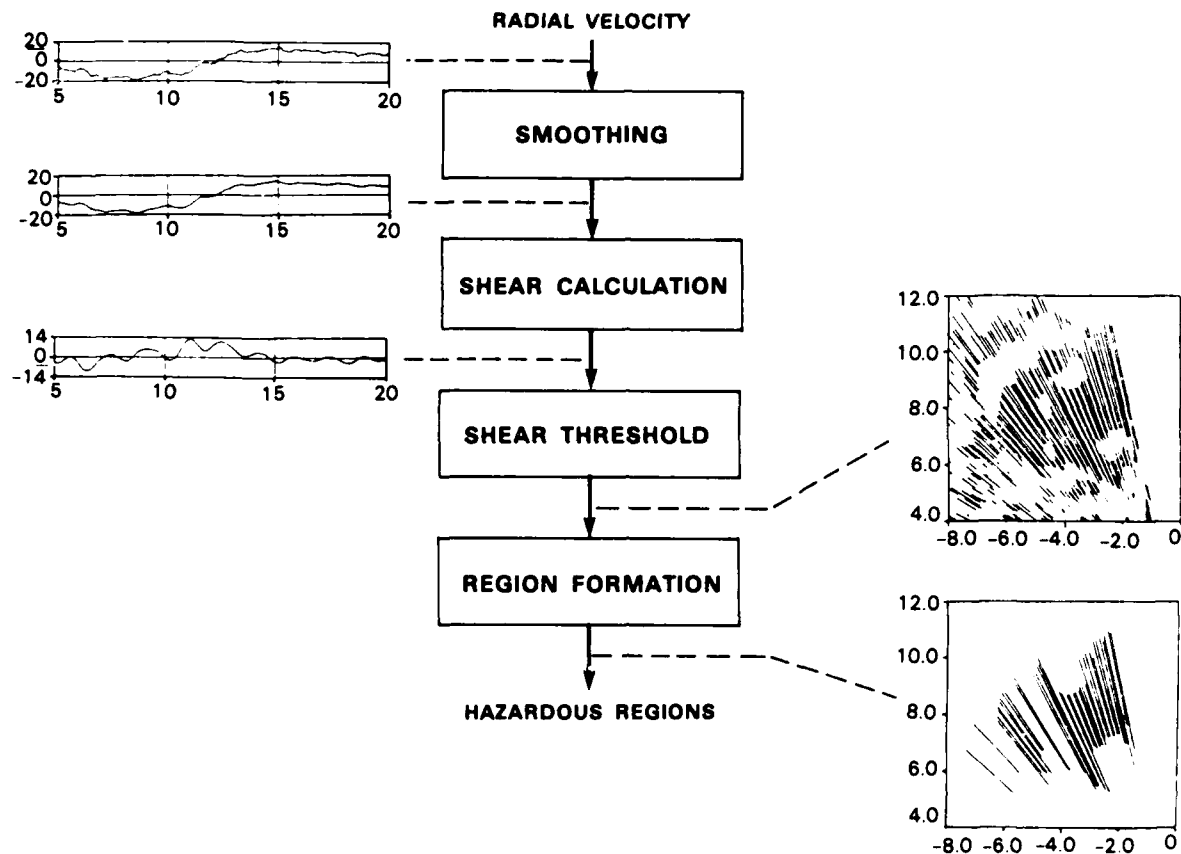 RADIAL VELOCITY
20
0
-20
5 10 15 20
SMOOTHING
20
0
-20
5 10 15 20
SHEAR CALCULATION
14
0
-14
5 10 15 20
SHEAR THRESHOLD
12.0
10.0
8.0
6.0
4.0
-8.0 -6.0 -4.0 -2.0 0
REGION FORMATION
12.0
10.0
8.0
6.0
4.0
-8.0 -6.0 -4.0 -2.0 0
HAZARDOUS REGIONS